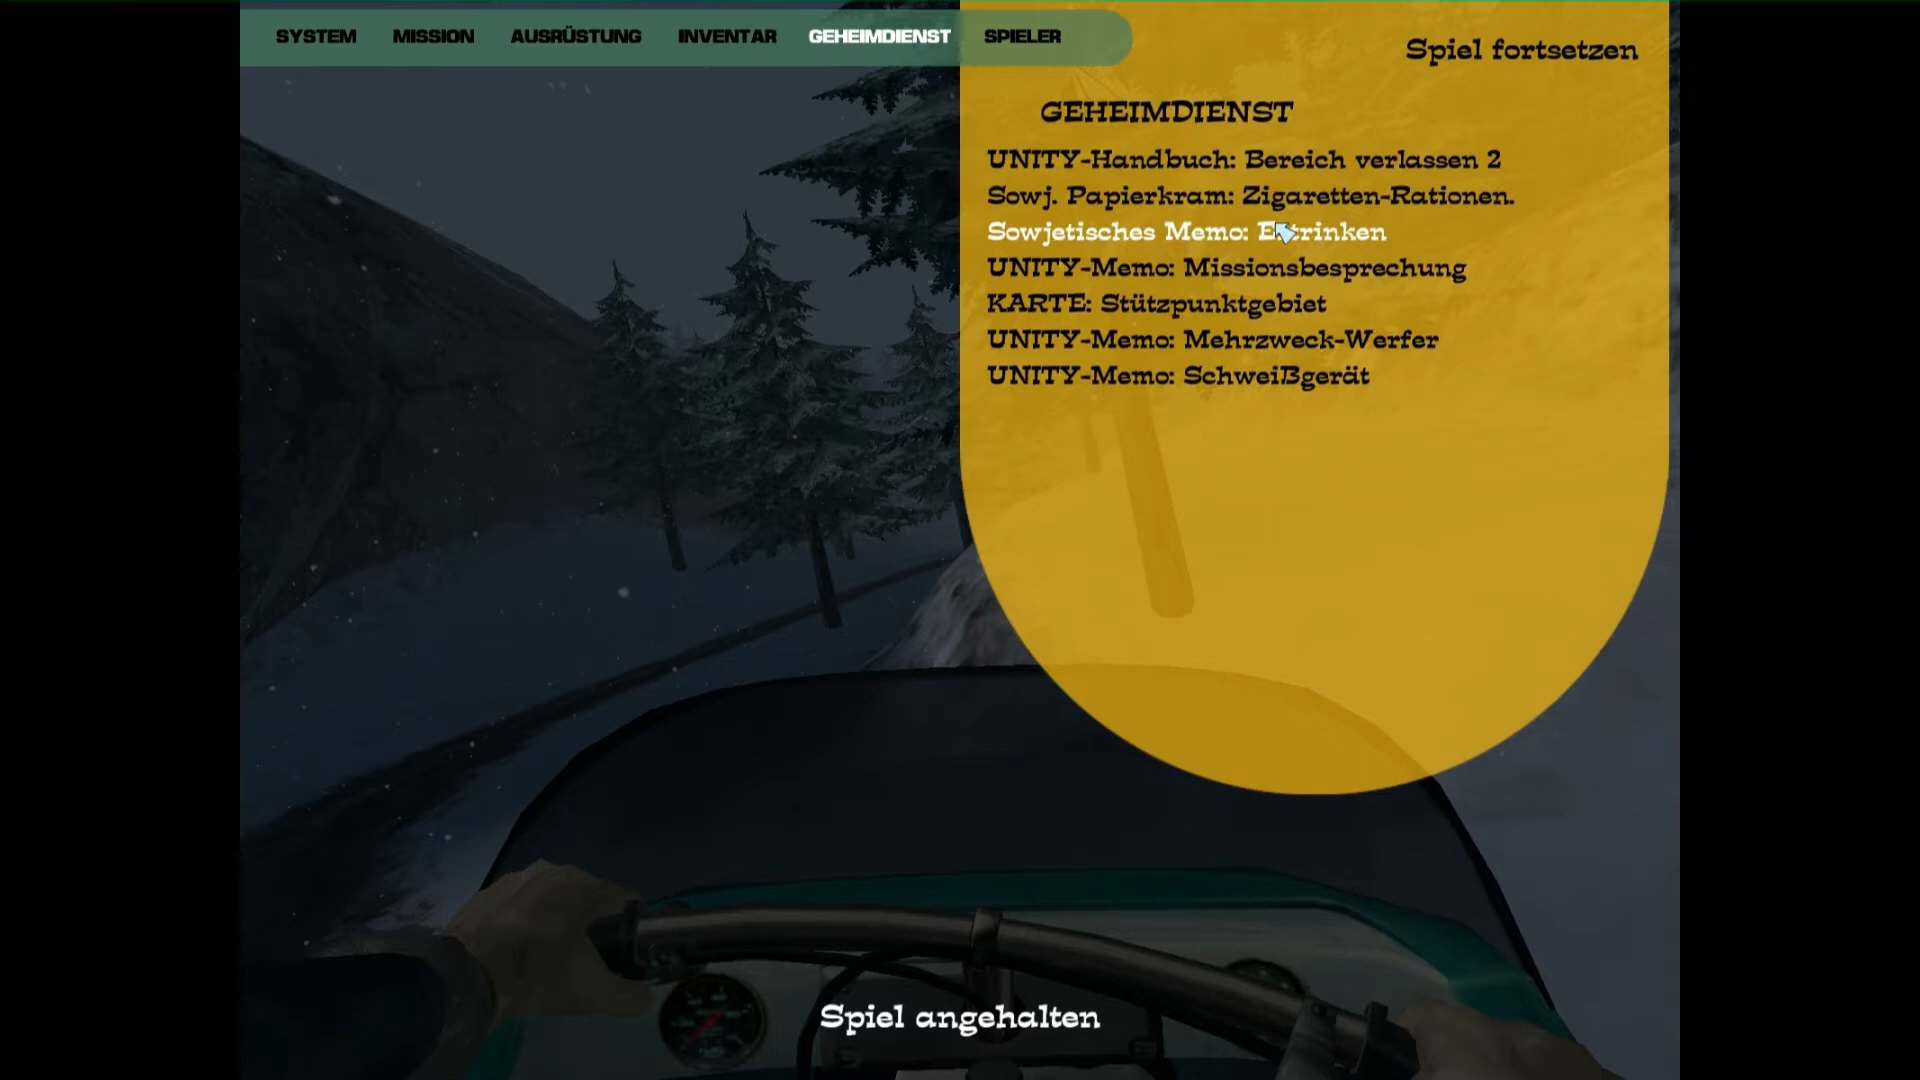 SYSTEM MISSION AUSRÜSTUNG INVENTAR GEHEIMDIENST SPIELER
Spiel fortsetzen
GEHEIMDIENST
UNITY-Handbuch: Bereich verlassen 2
Sowj. Papierkram: Zigaretten-Rationen.
Sowjetisches Memo: Ertrinken
UNITY-Memo: Missionsbesprechung
KARTE: Stützpunktgebiet
UNITY-Memo: Mehrzweck-Werfer
UNITY-Memo: Schweißgerät
Spiel angehalten